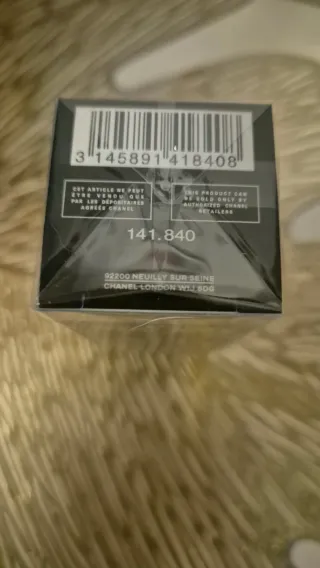 3 145891 418408
CET ARTICLE NE PEUT
ETRE VENDU QUE
PAR LES DÉPOSITAIRES
AGRÉÉS CHANEL
THIS PRODUCT CAN
BE SOLD ONLY BY
AUTHORIZED CHANEL
RETAILERS
141.840
92200 NEUILLY SUR SEINE
CHANEL LONDON W1J 6DG